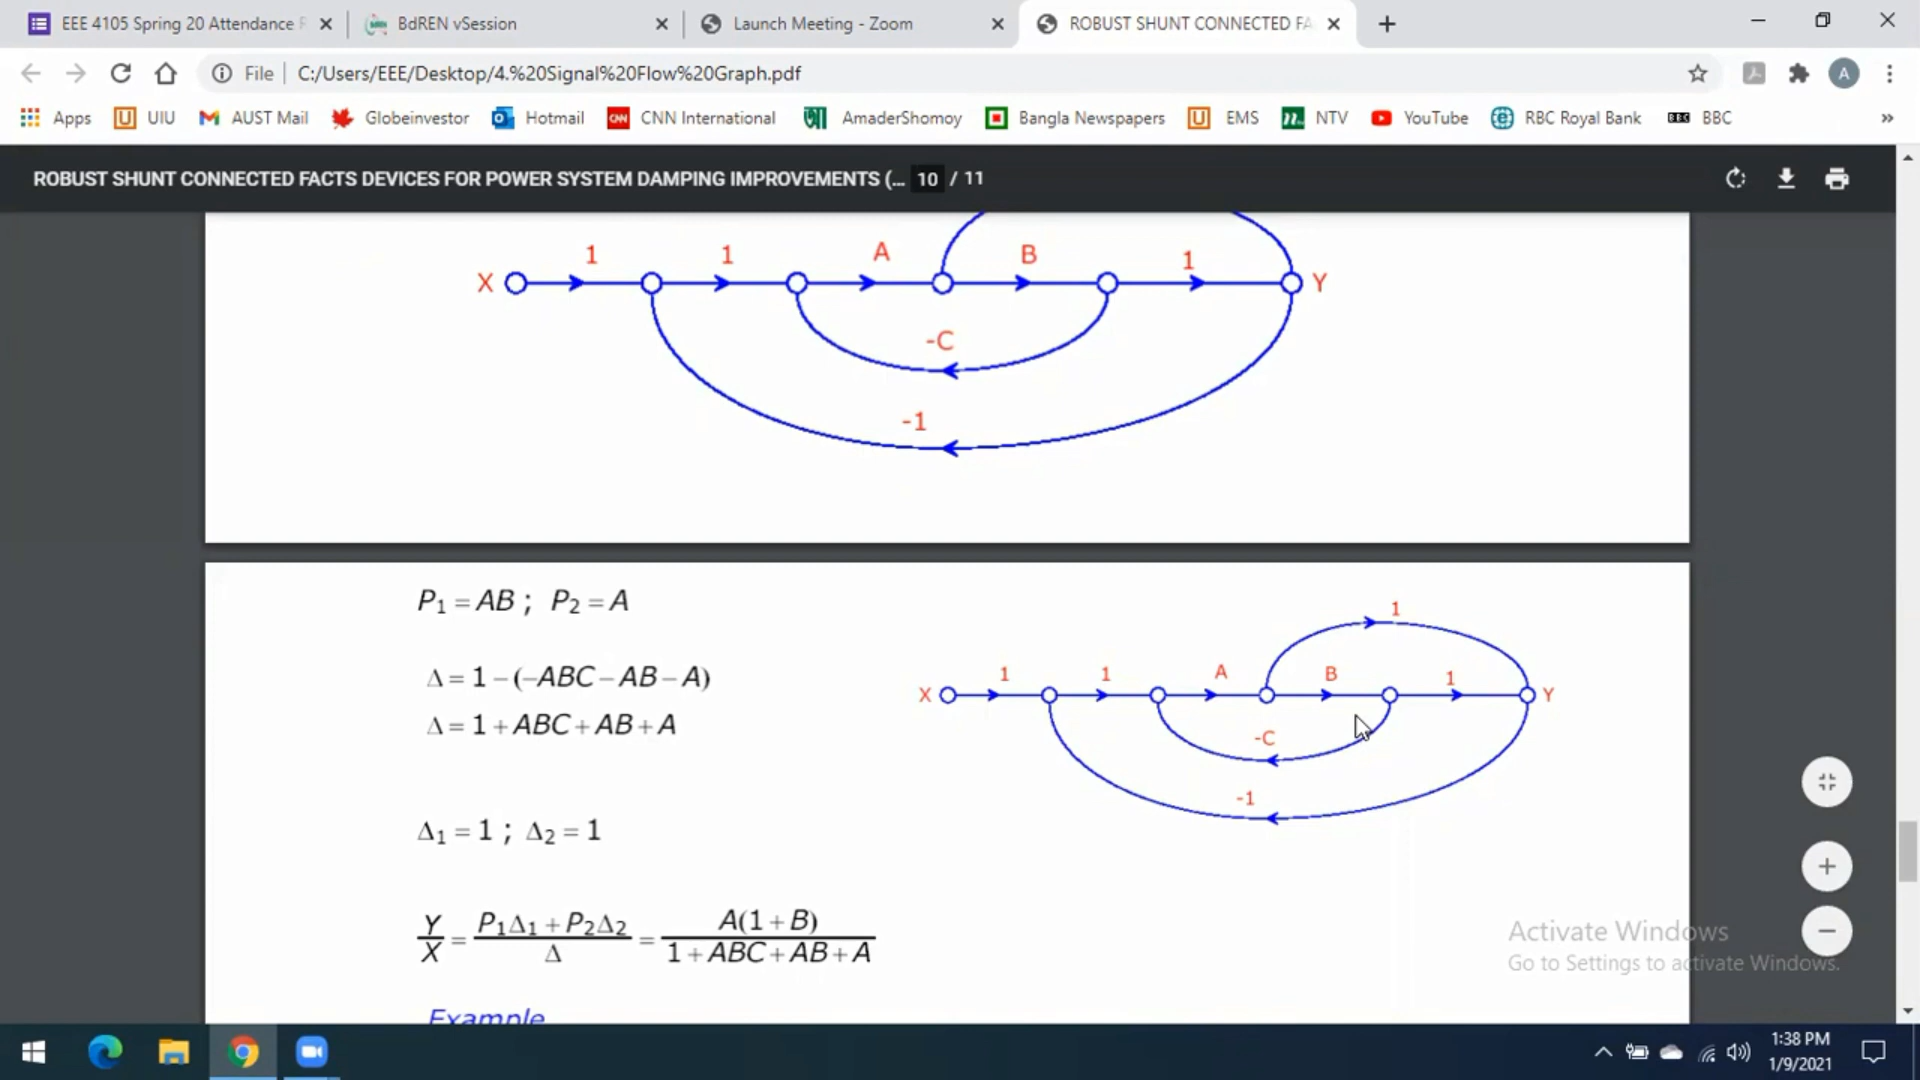 EEE 4105 Spring 20 Attendance
BdREN vSession
Launch Meeting - Zoom
ROBUST SHUNT CONNECTED FA
File
C:/Users/EEE/Desktop/4.%20Signal%20Flow%20Graph.pdf
A
Apps
UIU
AUST Mail
Globeinvestor
Hotmail
CNN International
AmaderShomoy
Bangla Newspapers
EMS
NTV
YouTube
RBC Royal Bank
BBC BBC
»
ROBUST SHUNT CONNECTED FACTS DEVICES FOR POWER SYSTEM DAMPING IMPROVEMENTS (... 10 / 11
1 1 A B 1
X Y
-C
-1
P1 = AB ; P2 = A
Δ = 1 – (–ABC – AB – A)
Δ = 1 + ABC + AB + A
Δ1 = 1 ; Δ2 = 1
Y/X = (P1Δ1 + P2Δ2)/Δ = A(1 + B)/(1 + ABC + AB + A)
Example
1
1 1 A B 1
X Y
-C
-1
Activate Windows
Go to Settings to activate Windows.
1:38 PM
1/9/2021